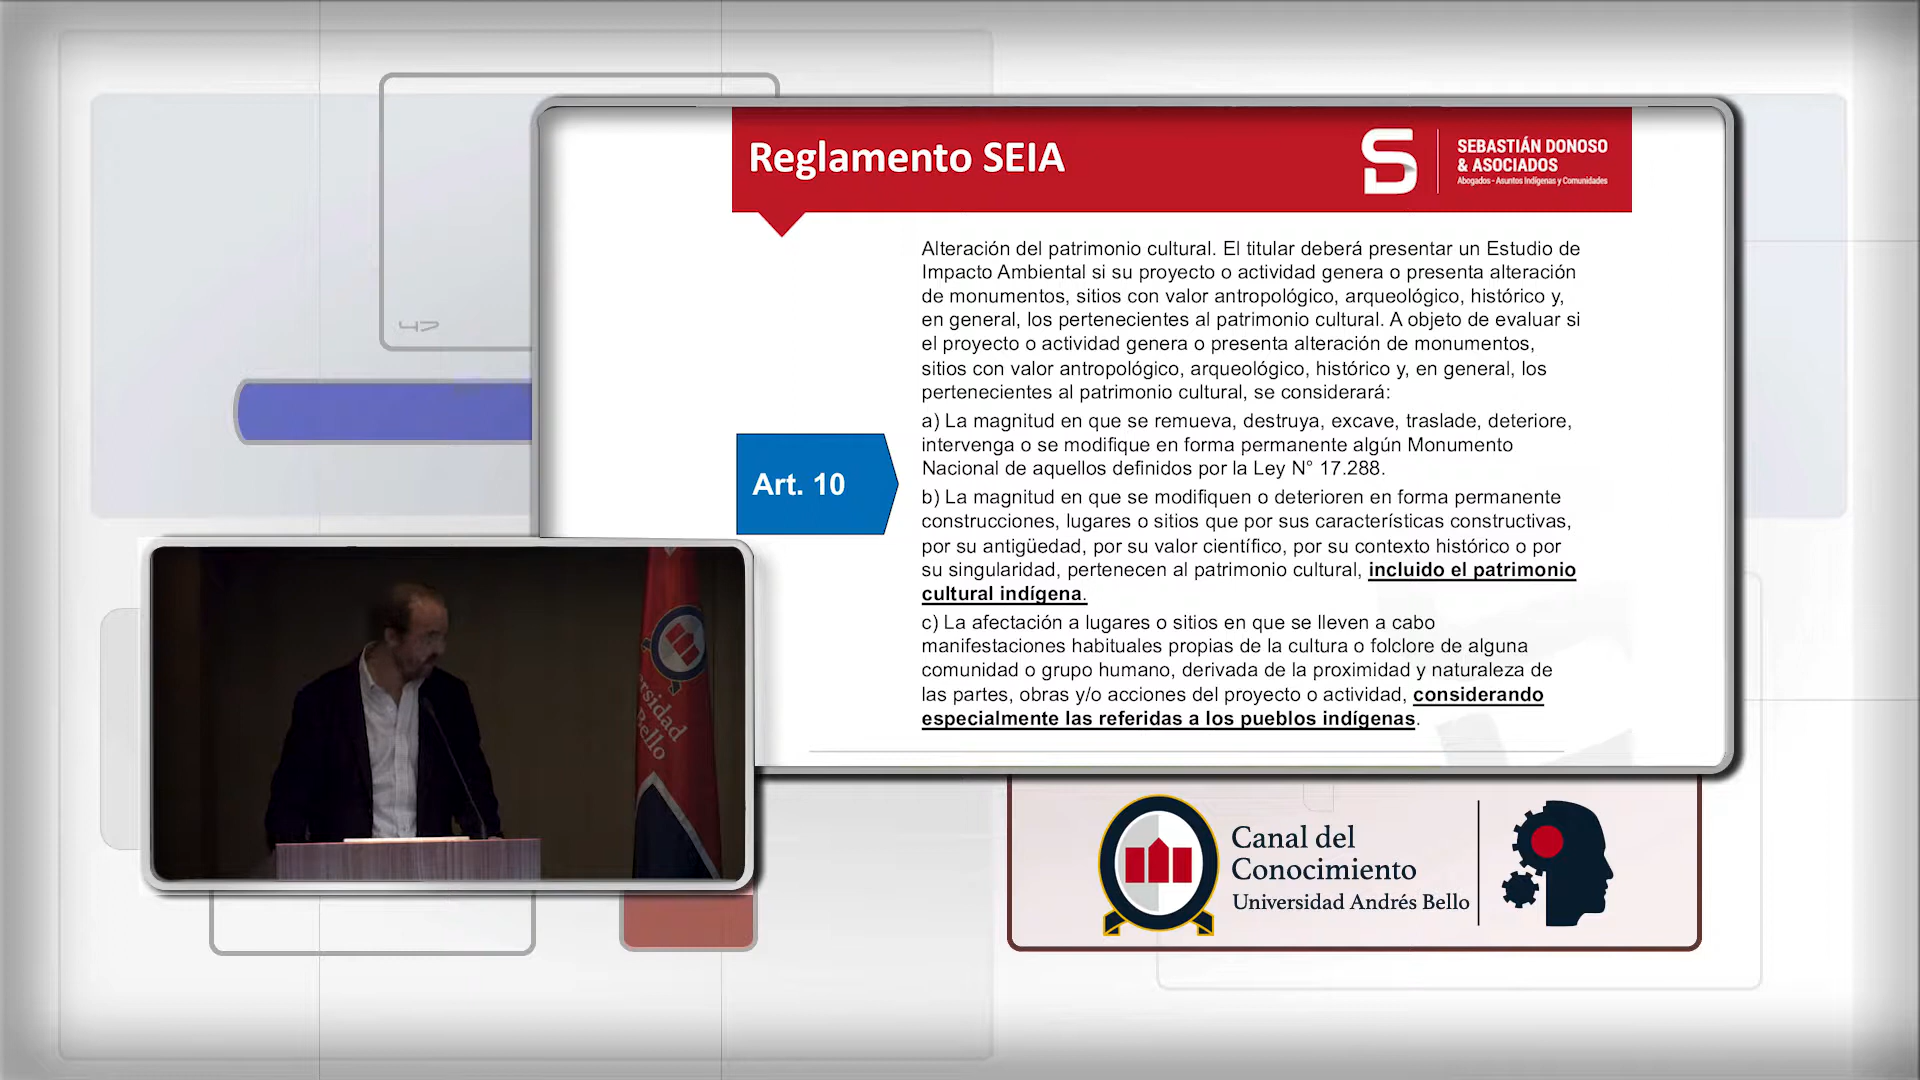 Reglamento SEIA
S
SEBASTIÁN DONOSO
& ASOCIADOS
Abogados - Asuntos Indígenas y Comunidades
Alteración del patrimonio cultural. El titular deberá presentar un Estudio de
Impacto Ambiental si su proyecto o actividad genera o presenta alteración
de monumentos, sitios con valor antropológico, arqueológico, histórico y,
en general, los pertenecientes al patrimonio cultural. A objeto de evaluar si
el proyecto o actividad genera o presenta alteración de monumentos,
sitios con valor antropológico, arqueológico, histórico y, en general, los
pertenecientes al patrimonio cultural, se considerará:
a) La magnitud en que se remueva, destruya, excave, traslade, deteriore,
intervenga o se modifique en forma permanente algún Monumento
Nacional de aquellos definidos por la Ley N° 17.288.
Art. 10
b) La magnitud en que se modifiquen o deterioren en forma permanente
construcciones, lugares o sitios que por sus características constructivas,
por su antigüedad, por su valor científico, por su contexto histórico o por
su singularidad, pertenecen al patrimonio cultural, incluido el patrimonio
cultural indígena.
c) La afectación a lugares o sitios en que se lleven a cabo
manifestaciones habituales propias de la cultura o folclore de alguna
comunidad o grupo humano, derivada de la proximidad y naturaleza de
las partes, obras y/o acciones del proyecto o actividad, considerando
especialmente las referidas a los pueblos indígenas.
rsidad
Bello
Canal del
Conocimiento
Universidad Andrés Bello